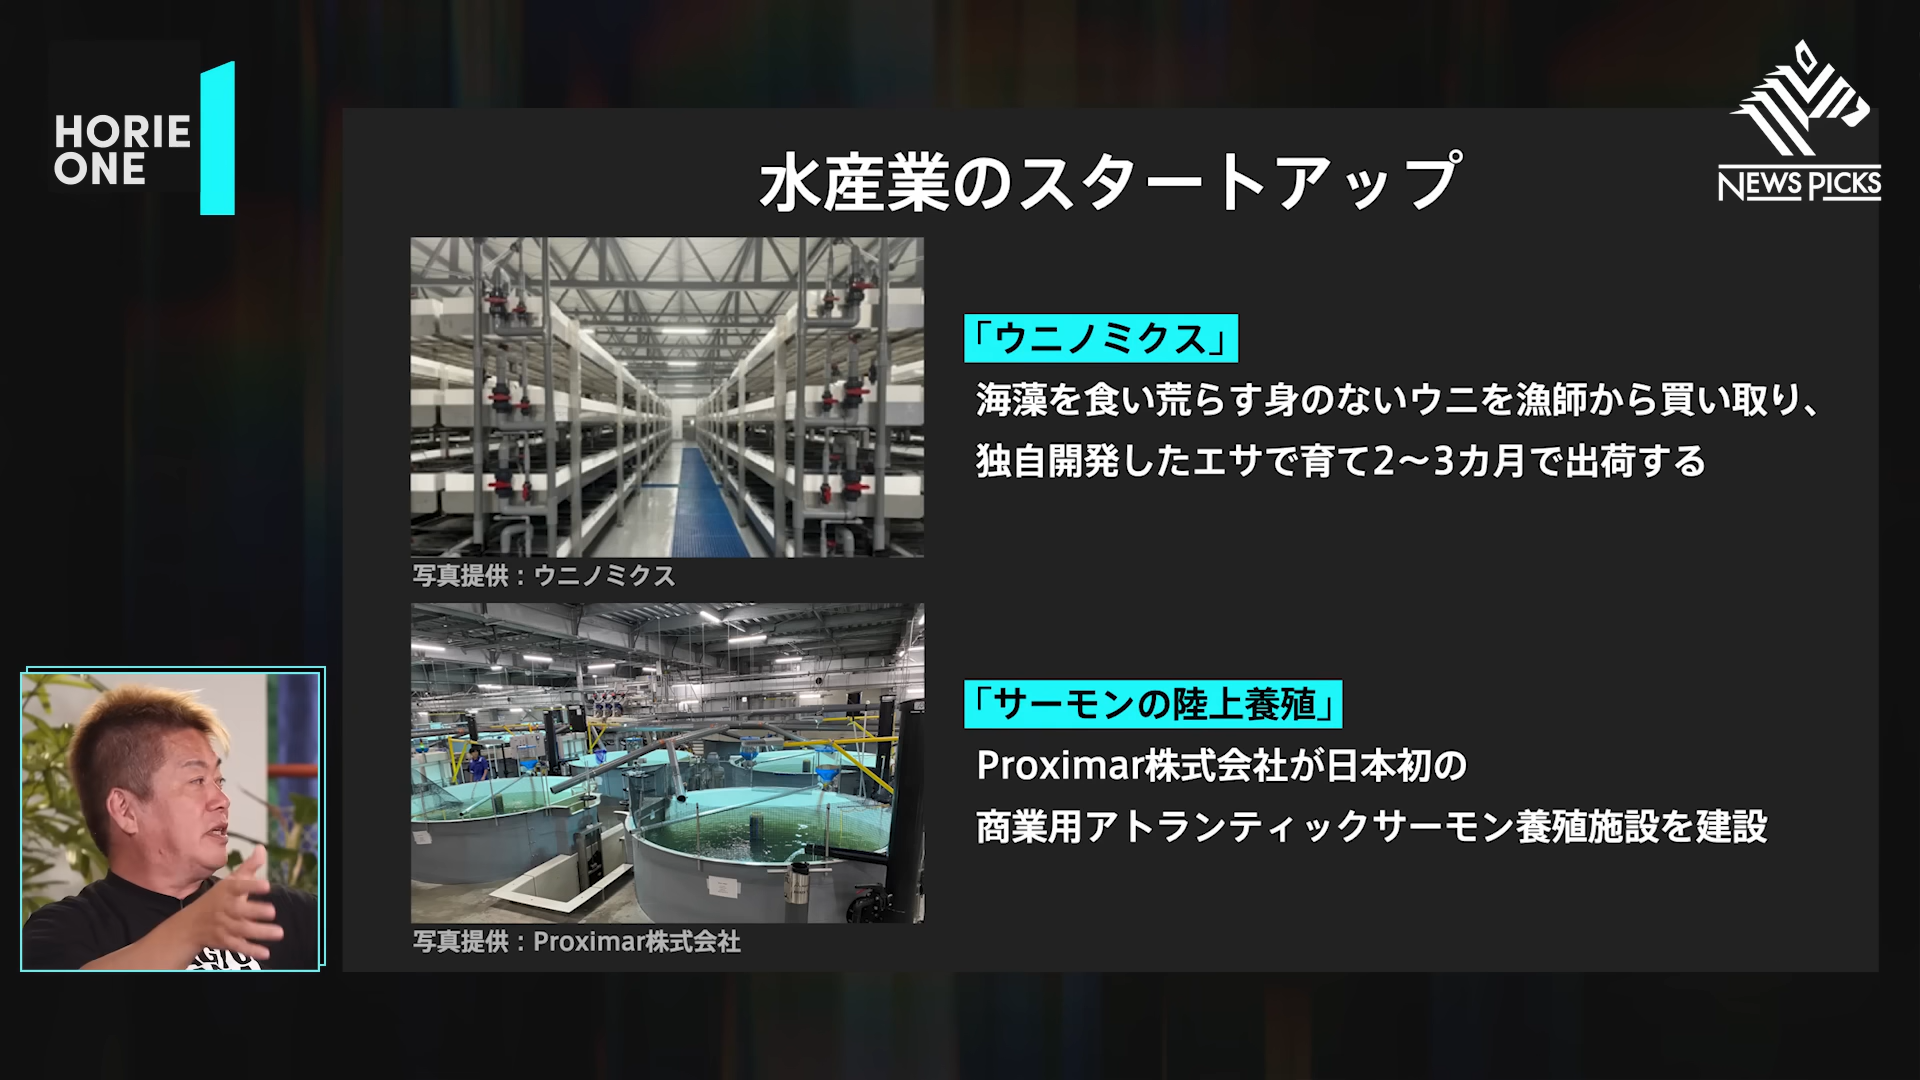 HORIE
ONE
NEWSPICKS
水産業のスタートアップ
「ウニノミクス」
海藻を食い荒らす身のないウニを漁師から買い取り、
独自開発したエサで育て2〜3カ月で出荷する
写真提供：ウニノミクス
「サーモンの陸上養殖」
Proximar株式会社が日本初の
商業用アトランティックサーモン養殖施設を建設
写真提供：Proximar株式会社